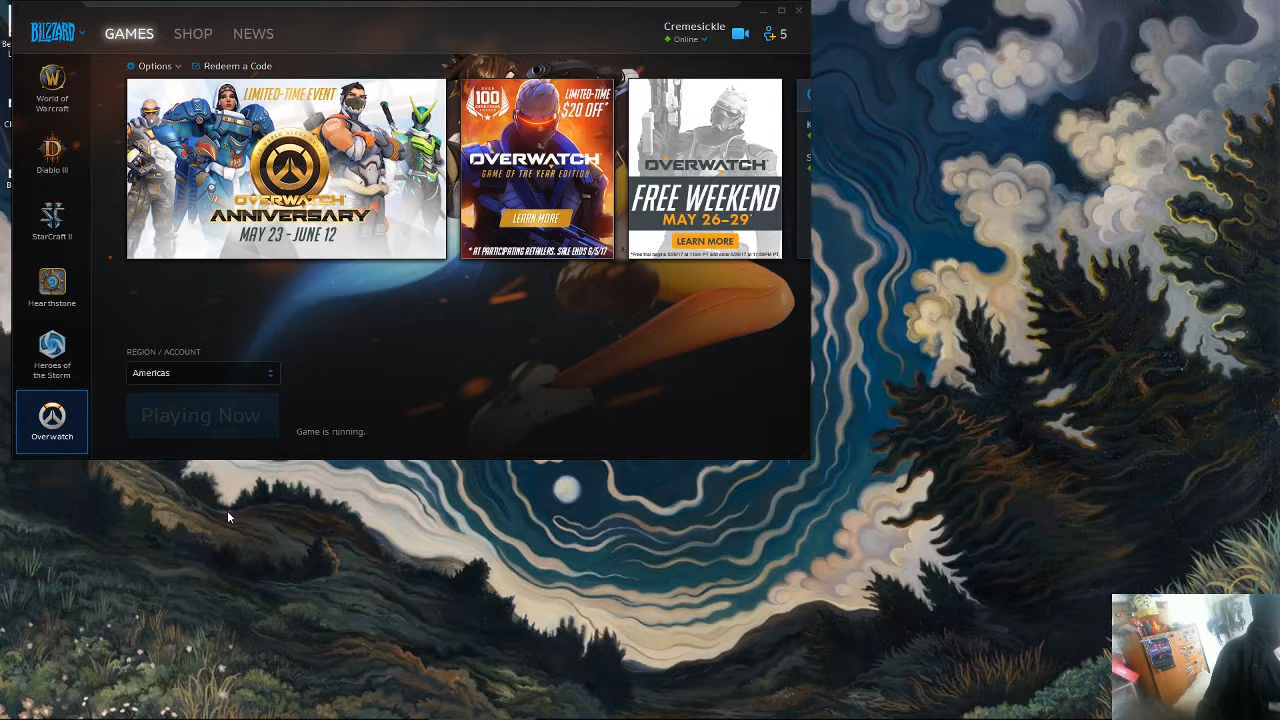 BLIZZARD
GAMES
SHOP
NEWS
Cremesickle
Online
5
Options
Redeem a Code
World of
Warcraft
Diablo III
StarCraft II
Hearthstone
Heroes of
the Storm
Overwatch
LIMITED-TIME EVENT
OVERWATCH
ANNIVERSARY
MAY 23 - JUNE 12
OVER
100
LIMITED-TIME
$20 OFF*
OVERWATCH
GAME OF THE YEAR EDITION
LEARN MORE
* AT PARTICIPATING RETAILERS. SALE ENDS 6/5/17
OVERWATCH
FREE WEEKEND
MAY 26–29*
LEARN MORE
REGION / ACCOUNT
Americas
Playing Now
Game is running.